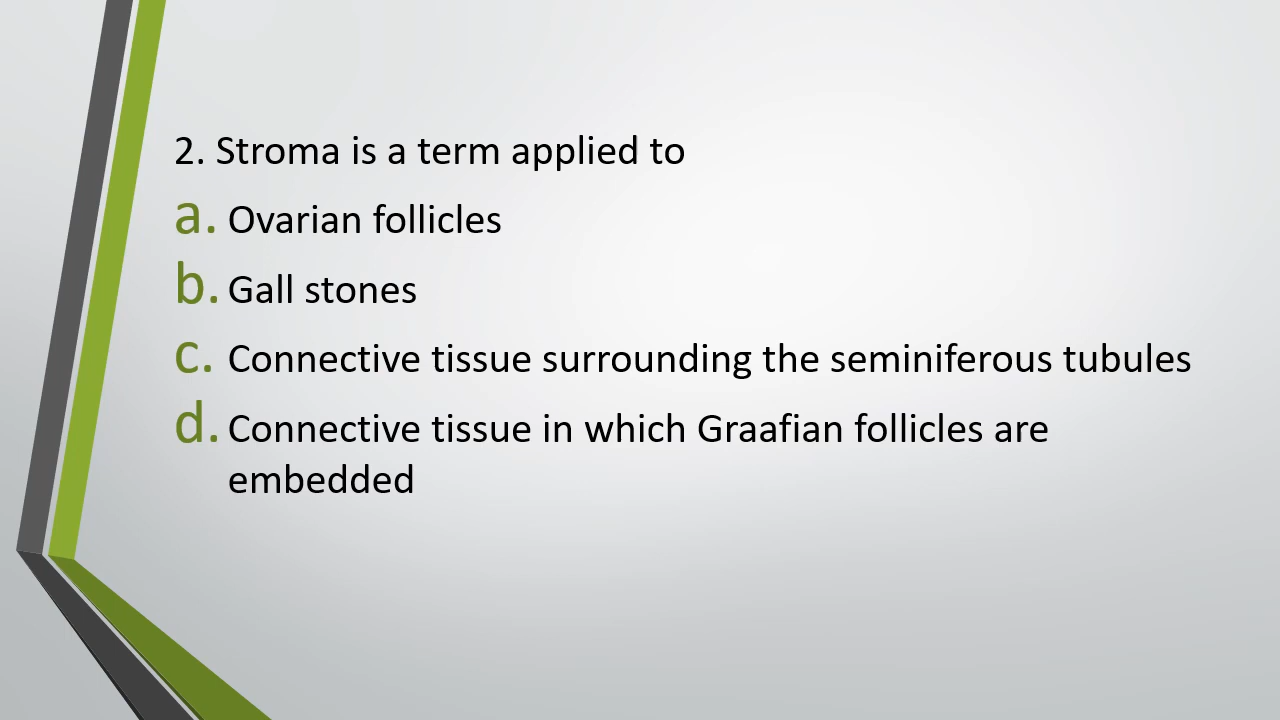 2. Stroma is a term applied to
a. Ovarian follicles
b. Gall stones
c. Connective tissue surrounding the seminiferous tubules
d. Connective tissue in which Graafian follicles are
embedded